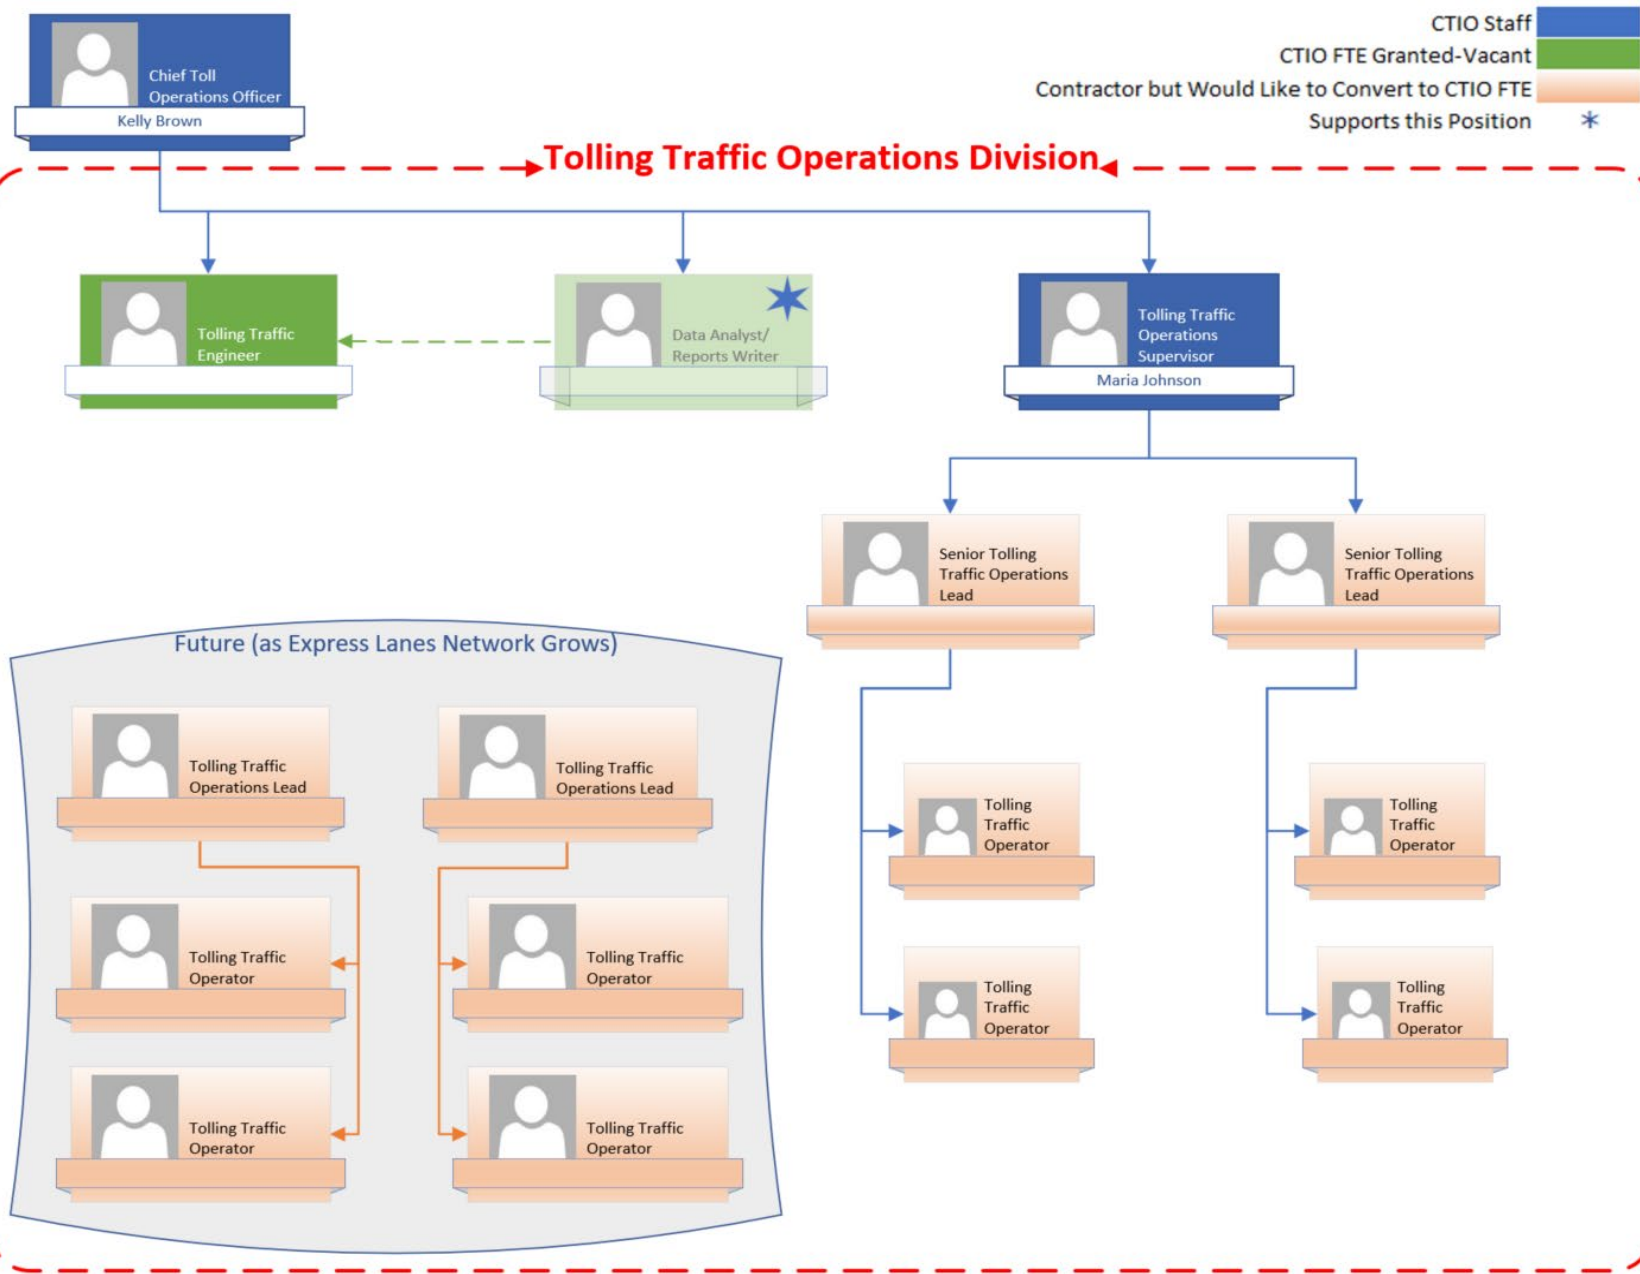 Chief Toll
Operations Officer
Kelly Brown
CTIO Staff
CTIO FTE Granted-Vacant
Contractor but Would Like to Convert to CTIO FTE
Supports this Position
Tolling Traffic Operations Division
Tolling Traffic
Engineer
Data Analyst/
Reports Writer
Tolling Traffic
Operations
Supervisor
Maria Johnson
Senior Tolling
Traffic Operations
Lead
Senior Tolling
Traffic Operations
Lead
Tolling
Traffic
Operator
Tolling
Traffic
Operator
Tolling
Traffic
Operator
Tolling
Traffic
Operator
Future (as Express Lanes Network Grows)
Tolling Traffic
Operations Lead
Tolling Traffic
Operations Lead
Tolling Traffic
Operator
Tolling Traffic
Operator
Tolling Traffic
Operator
Tolling Traffic
Operator